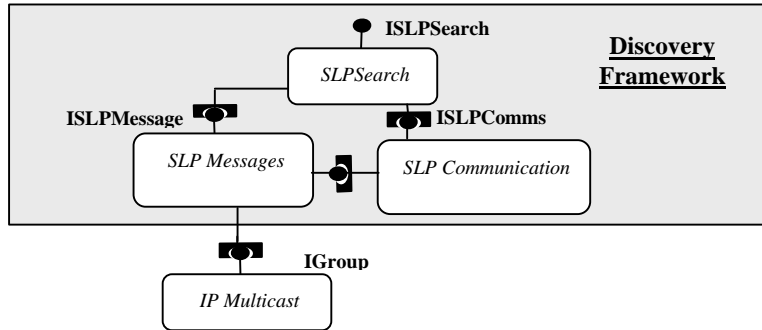 ISLPSearch
Discovery
Framework
SLPSearch
ISLPMessage
ISLPComms
SLP Messages
SLP Communication
IGroup
IP Multicast